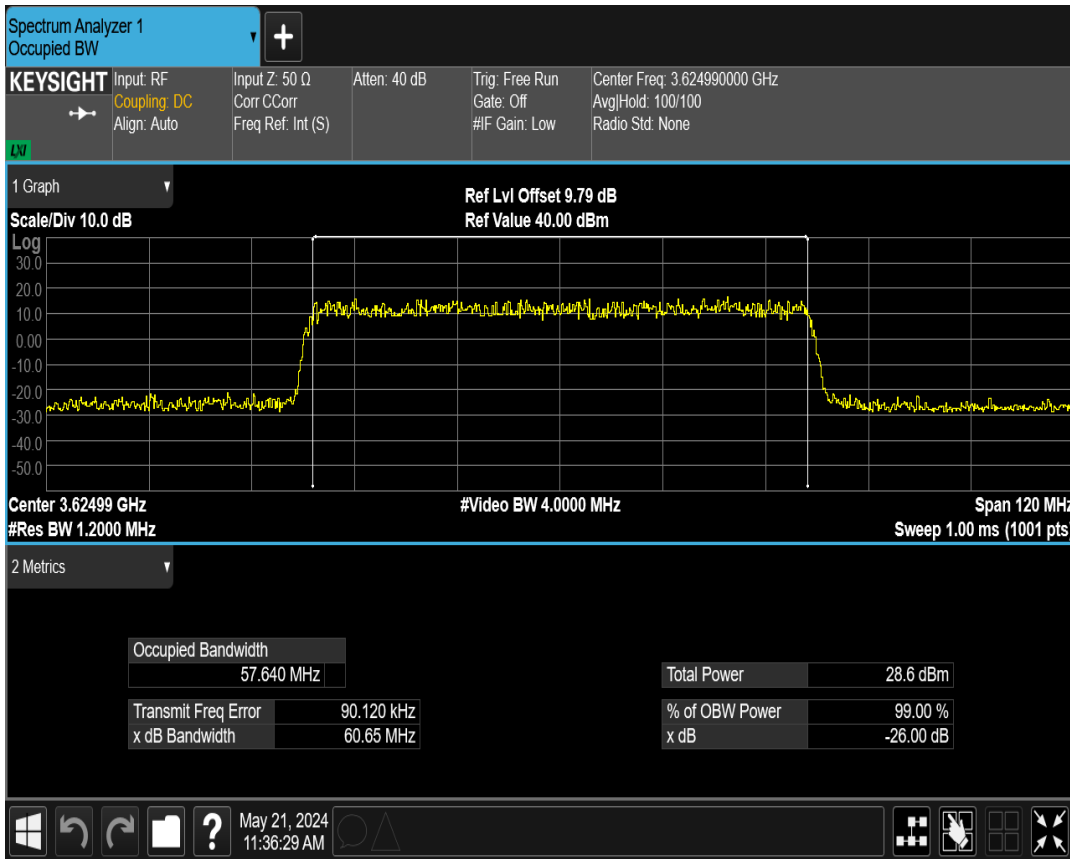 Spectrum Analyzer 1
Occupied BW
+
KEYSIGHT
LXI
Input: RF
Coupling: DC
Align: Auto
Input Z: 50 Ω
Corr CCorr
Freq Ref: Int (S)
Atten: 40 dB
Trig: Free Run
Gate: Off
#IF Gain: Low
Center Freq: 3.624990000 GHz
Avg|Hold: 100/100
Radio Std: None
1 Graph
Scale/Div 10.0 dB
Ref Lvl Offset 9.79 dB
Ref Value 40.00 dBm
Log
30.0
20.0
10.0
0.00
-10.0
-20.0
-30.0
-40.0
-50.0
Center 3.62499 GHz
#Res BW 1.2000 MHz
#Video BW 4.0000 MHz
Span 120 MHz
Sweep 1.00 ms (1001 pts)
2 Metrics
Occupied Bandwidth
57.640 MHz
Transmit Freq Error 90.120 kHz
x dB Bandwidth 60.65 MHz
Total Power 28.6 dBm
% of OBW Power 99.00 %
x dB -26.00 dB
?
May 21, 2024
11:36:29 AM